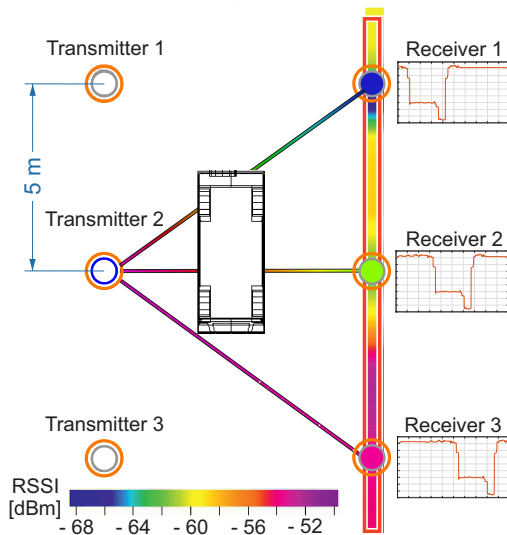 Transmitter 1
Receiver 1
5 m
Transmitter 2
Receiver 2
Transmitter 3
Receiver 3
RSSI
[dBm]
- 68 - 64 - 60 - 56 - 52